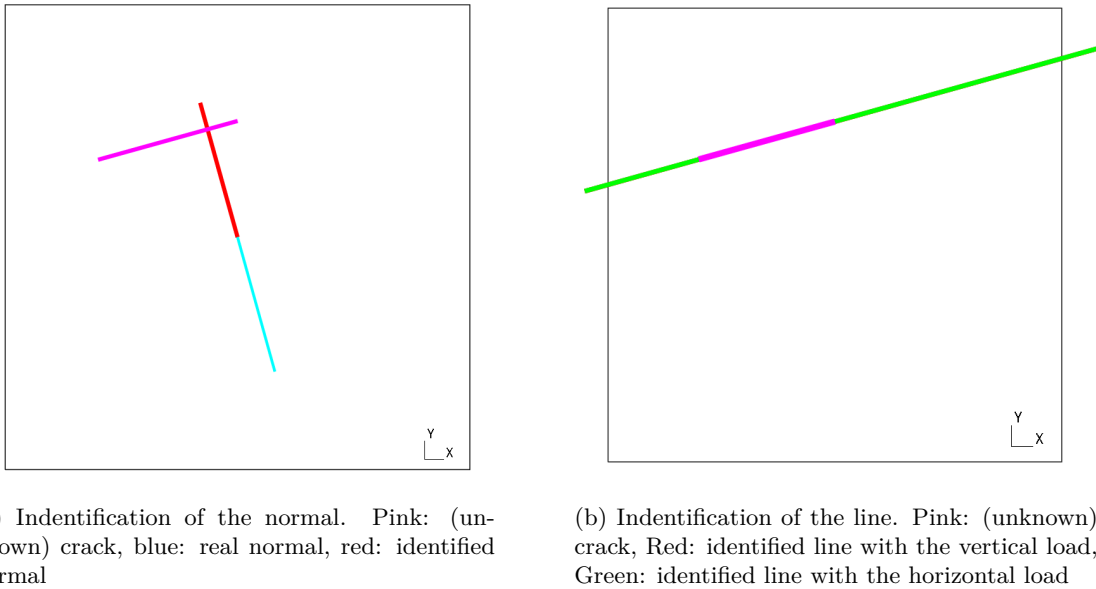 Y
X
Y
X
) Indentification of the normal. Pink: (un-
own) crack, blue: real normal, red: identified
rmal
(b) Indentification of the line. Pink: (unknown)
crack, Red: identified line with the vertical load,
Green: identified line with the horizontal load